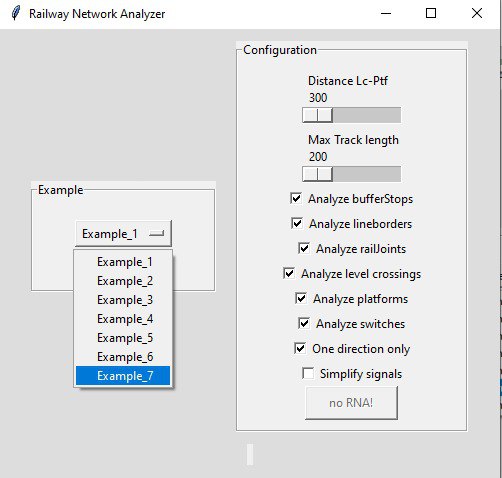 Railway Network Analyzer
Configuration
Distance Lc-Ptf
300
Max Track length
200
Analyze bufferStops
Analyze lineborders
Analyze railJoints
Analyze level crossings
Analyze platforms
Analyze switches
One direction only
Simplify signals
no RNA!
Example
Example_1
Example_1
Example_2
Example_3
Example_4
Example_5
Example_6
Example_7